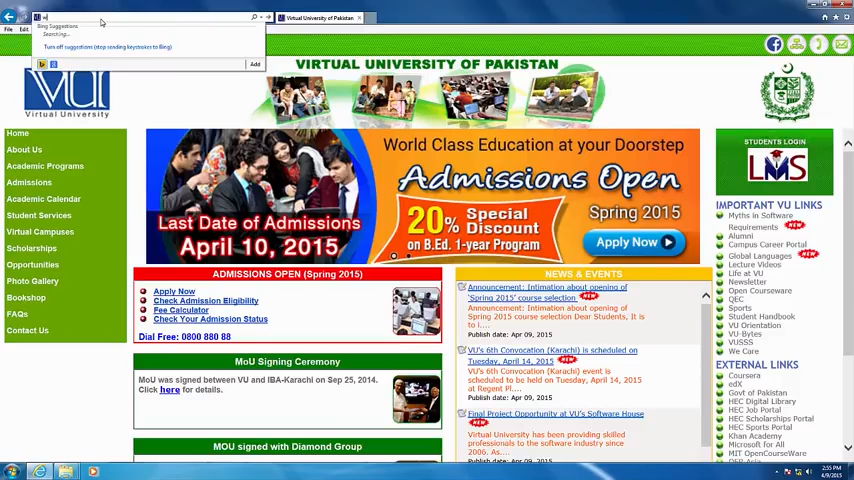 w
Virtual University of Pakistan
File Edit
Bing Suggestions
Searching...
Turn off suggestions (stop sending keystrokes to Bing)
Add
VIRTUAL UNIVERSITY OF PAKISTAN
VU
Virtual University
Home
About Us
Academic Programs
Admissions
Academic Calendar
Student Services
Virtual Campuses
Scholarships
Opportunities
Photo Gallery
Bookshop
FAQs
Contact Us
World Class Education at your Doorstep
Admissions Open
Spring 2015
20% Special Discount
on B.Ed. 1-year Program
Apply Now
Last Date of Admissions
April 10, 2015
ADMISSIONS OPEN (Spring 2015)
Apply Now
Check Admission Eligibility
Fee Calculator
Check Your Admission Status
Dial Free: 0800 880 88
MoU Signing Ceremony
MoU was signed between VU and IBA-Karachi on Sep 25, 2014.
Click here for details.
MOU signed with Diamond Group
NEWS & EVENTS
Announcement: Intimation about opening of
'Spring 2015' course selection NEW
Announcement: Intimation about opening of
Spring 2015 course selection Dear Students, It is
to i....
Publish date: Apr 09, 2015
VU's 6th Convocation (Karachi) is scheduled on
Tuesday, April 14, 2015 NEW
VU's 6th Convocation (Karachi) event is
scheduled to be held on Tuesday, April 14, 2015
at Regent Pl....
Publish date: Apr 09, 2015
Final Project Opportunity at VU's Software House
NEW
Virtual University has been providing skilled
professionals to the software industry since
2006. As....
Publish date: Apr 09, 2015
STUDENTS LOGIN
LMS
IMPORTANT VU LINKS
Myths in Software
Requirements NEW
Alumni
Campus Career Portal
Global Languages NEW
Lecture Videos
Life at VU
Newsletter
Open Courseware
QEC
Sports
Student Handbook
VU Orientation
VU-Bytes
VUSSS
We Care
EXTERNAL LINKS
Coursera
edX
Govt of Pakistan
HEC Digital Library
HEC Job Portal
HEC Scholarships Portal
HEC Sports Portal
Khan Academy
Microsoft for All
MIT OpenCourseWare
2:55 PM
4/9/2015